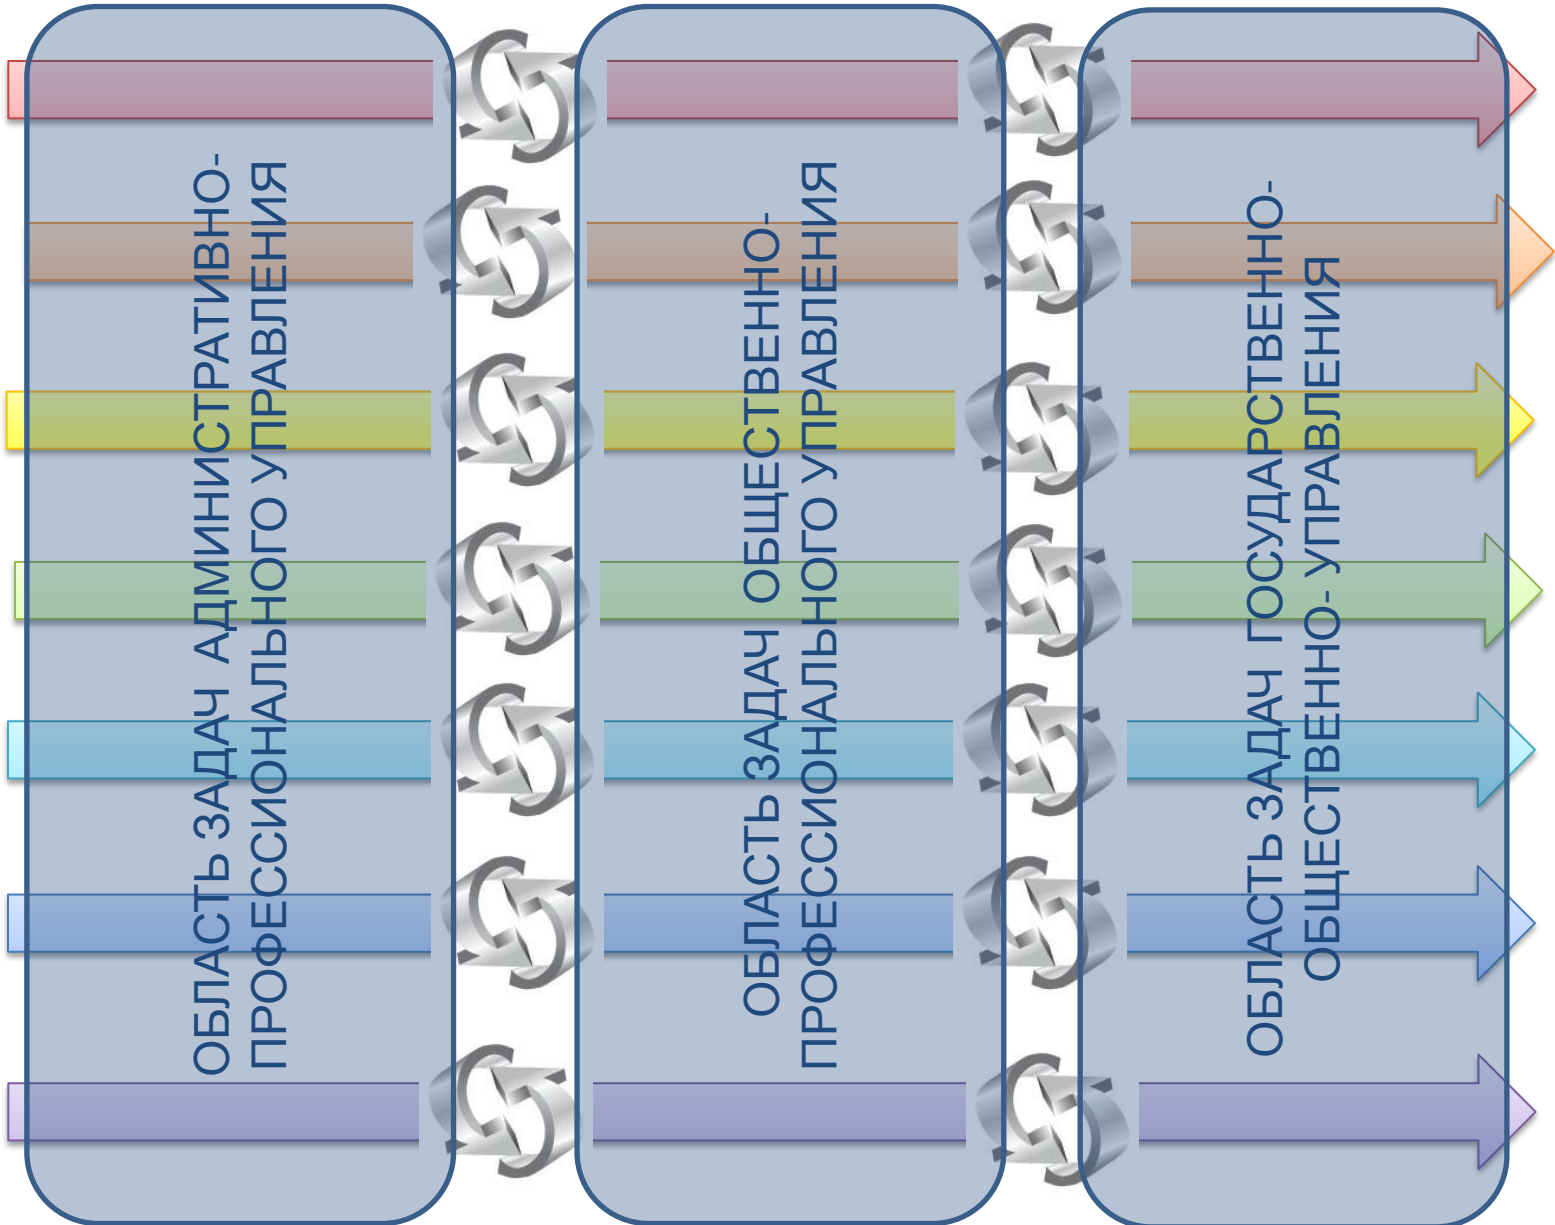 ОБЛАСТЬ ЗАДАЧ АДМИНИСТРАТИВНО-
ПРОФЕССИОНАЛЬНОГО УПРАВЛЕНИЯ
ОБЛАСТЬ ЗАДАЧ ОБЩЕСТВЕННО-
ПРОФЕССИОНАЛЬНОГО УПРАВЛЕНИЯ
ОБЛАСТЬ ЗАДАЧ ГОСУДАРСТВЕННО-
ОБЩЕСТВЕННО- УПРАВЛЕНИЯ